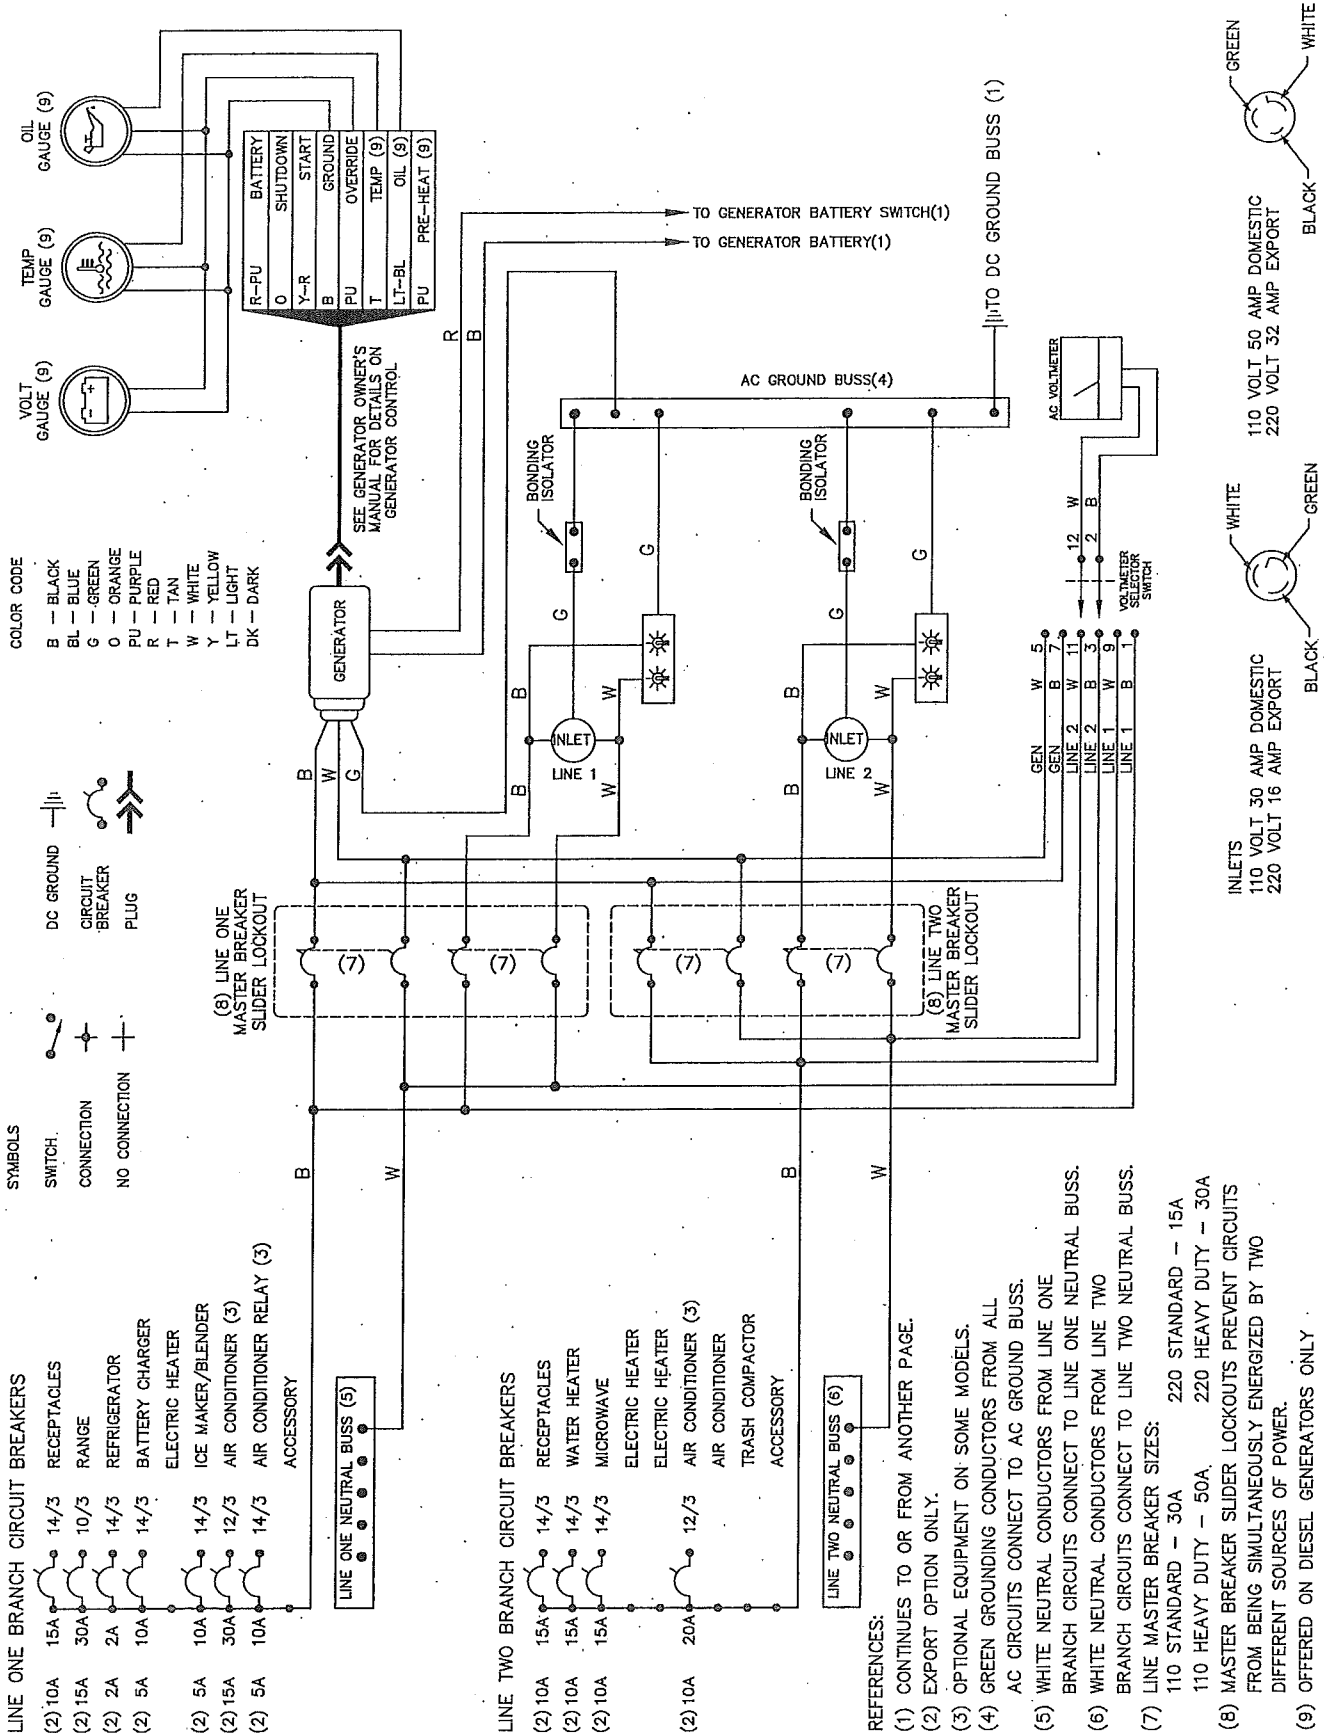 LINE ONE BRANCH CIRCUIT BREAKERS
(2) 10A 15A 14/3 RECEPTACLES
(2) 15A 30A 10/3 RANGE
(2) 2A 2A 14/3 REFRIGERATOR
(2) 5A 10A 14/3 BATTERY CHARGER
ELECTRIC HEATER
(2) 5A 10A 14/3 ICE MAKER/BLENDER
(2) 15A 30A 12/3 AIR CONDITIONER (3)
(2) 5A 10A 14/3 AIR CONDITIONER RELAY (3)
ACCESSORY
LINE ONE NEUTRAL BUSS (5)
LINE TWO BRANCH CIRCUIT BREAKERS
(2) 10A 15A 14/3 RECEPTACLES
(2) 10A 15A 14/3 WATER HEATER
(2) 10A 15A 14/3 MICROWAVE
ELECTRIC HEATER
ELECTRIC HEATER
(2) 10A 20A 12/3 AIR CONDITIONER (3)
AIR CONDITIONER
TRASH COMPACTOR
ACCESSORY
LINE TWO NEUTRAL BUSS (6)
REFERENCES:
(1) CONTINUES TO OR FROM ANOTHER PAGE.
(2) EXPORT OPTION ONLY.
(3) OPTIONAL EQUIPMENT ON SOME MODELS.
(4) GREEN GROUNDING CONDUCTORS FROM ALL
AC CIRCUITS CONNECT TO AC GROUND BUSS.
(5) WHITE NEUTRAL CONDUCTORS FROM LINE ONE
BRANCH CIRCUITS CONNECT TO LINE ONE NEUTRAL BUSS.
(6) WHITE NEUTRAL CONDUCTORS FROM LINE TWO
BRANCH CIRCUITS CONNECT TO LINE TWO NEUTRAL BUSS.
(7) LINE MASTER BREAKER SIZES:
110 STANDARD - 30A 220 STANDARD - 15A
110 HEAVY DUTY - 50A 220 HEAVY DUTY - 30A
(8) MASTER BREAKER SLIDER LOCKOUTS PREVENT CIRCUITS
FROM BEING SIMULTANEOUSLY ENERGIZED BY TWO
DIFFERENT SOURCES OF POWER.
(9) OFFERED ON DIESEL GENERATORS ONLY
SYMBOLS
SWITCH
CONNECTION
NO CONNECTION
DC GROUND
CIRCUIT
BREAKER
PLUG
COLOR CODE
B - BLACK
BL - BLUE
G - GREEN
O - ORANGE
PU - PURPLE
R - RED
T - TAN
W - WHITE
Y - YELLOW
LT - LIGHT
DK - DARK
VOLT
GAUGE (9)
TEMP
GAUGE (9)
OIL
GAUGE (9)
R-PU BATTERY
O SHUTDOWN
Y-R START
B GROUND
PU OVERRIDE
T TEMP (9)
LT-BL OIL (9)
PU PRE-HEAT (9)
SEE GENERATOR OWNER'S
MANUAL FOR DETAILS ON
GENERATOR CONTROL
GENERATOR
R
B
TO GENERATOR BATTERY SWITCH(1)
TO GENERATOR BATTERY(1)
TO DC GROUND BUSS (1)
AC GROUND BUSS(4)
B
W
G
(8) LINE ONE
MASTER BREAKER
SLIDER LOCKOUT
(7)
(7)
B
W
B
W
B
W
G
G
INLET
LINE 1
BONDING
ISOLATOR
(8) LINE TWO
MASTER BREAKER
SLIDER LOCKOUT
(7)
(7)
B
W
B
W
B
W
G
G
INLET
LINE 2
BONDING
ISOLATOR
GEN W 5
GEN B 7
LINE 2 W 11
LINE 2 B 3
LINE 1 W 9
LINE 1 B 1
VOLTMETER
SELECTOR
SWITCH
12 W
2 B
AC VOLTMETER
INLETS
110 VOLT 30 AMP DOMESTIC
220 VOLT 16 AMP EXPORT
BLACK
WHITE
GREEN
110 VOLT 50 AMP DOMESTIC
220 VOLT 32 AMP EXPORT
BLACK
GREEN
WHITE